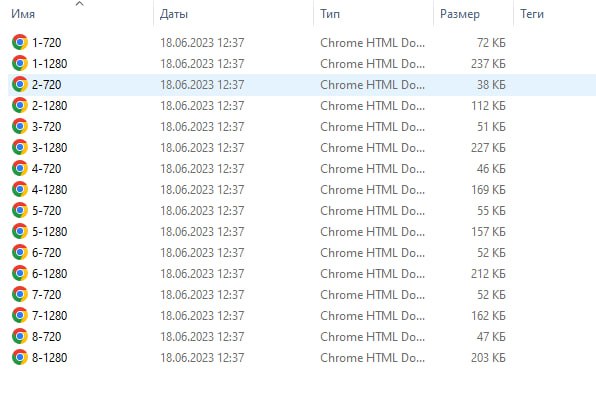 Имя Даты Тип Размер Теги
1-720 18.06.2023 12:37 Chrome HTML Do... 72 КБ
1-1280 18.06.2023 12:37 Chrome HTML Do... 237 КБ
2-720 18.06.2023 12:37 Chrome HTML Do... 38 КБ
2-1280 18.06.2023 12:37 Chrome HTML Do... 112 КБ
3-720 18.06.2023 12:37 Chrome HTML Do... 51 КБ
3-1280 18.06.2023 12:37 Chrome HTML Do... 227 КБ
4-720 18.06.2023 12:37 Chrome HTML Do... 46 КБ
4-1280 18.06.2023 12:37 Chrome HTML Do... 169 КБ
5-720 18.06.2023 12:37 Chrome HTML Do... 55 КБ
5-1280 18.06.2023 12:37 Chrome HTML Do... 157 КБ
6-720 18.06.2023 12:37 Chrome HTML Do... 52 КБ
6-1280 18.06.2023 12:37 Chrome HTML Do... 212 КБ
7-720 18.06.2023 12:37 Chrome HTML Do... 52 КБ
7-1280 18.06.2023 12:37 Chrome HTML Do... 162 КБ
8-720 18.06.2023 12:37 Chrome HTML Do... 47 КБ
8-1280 18.06.2023 12:37 Chrome HTML Do... 203 КБ